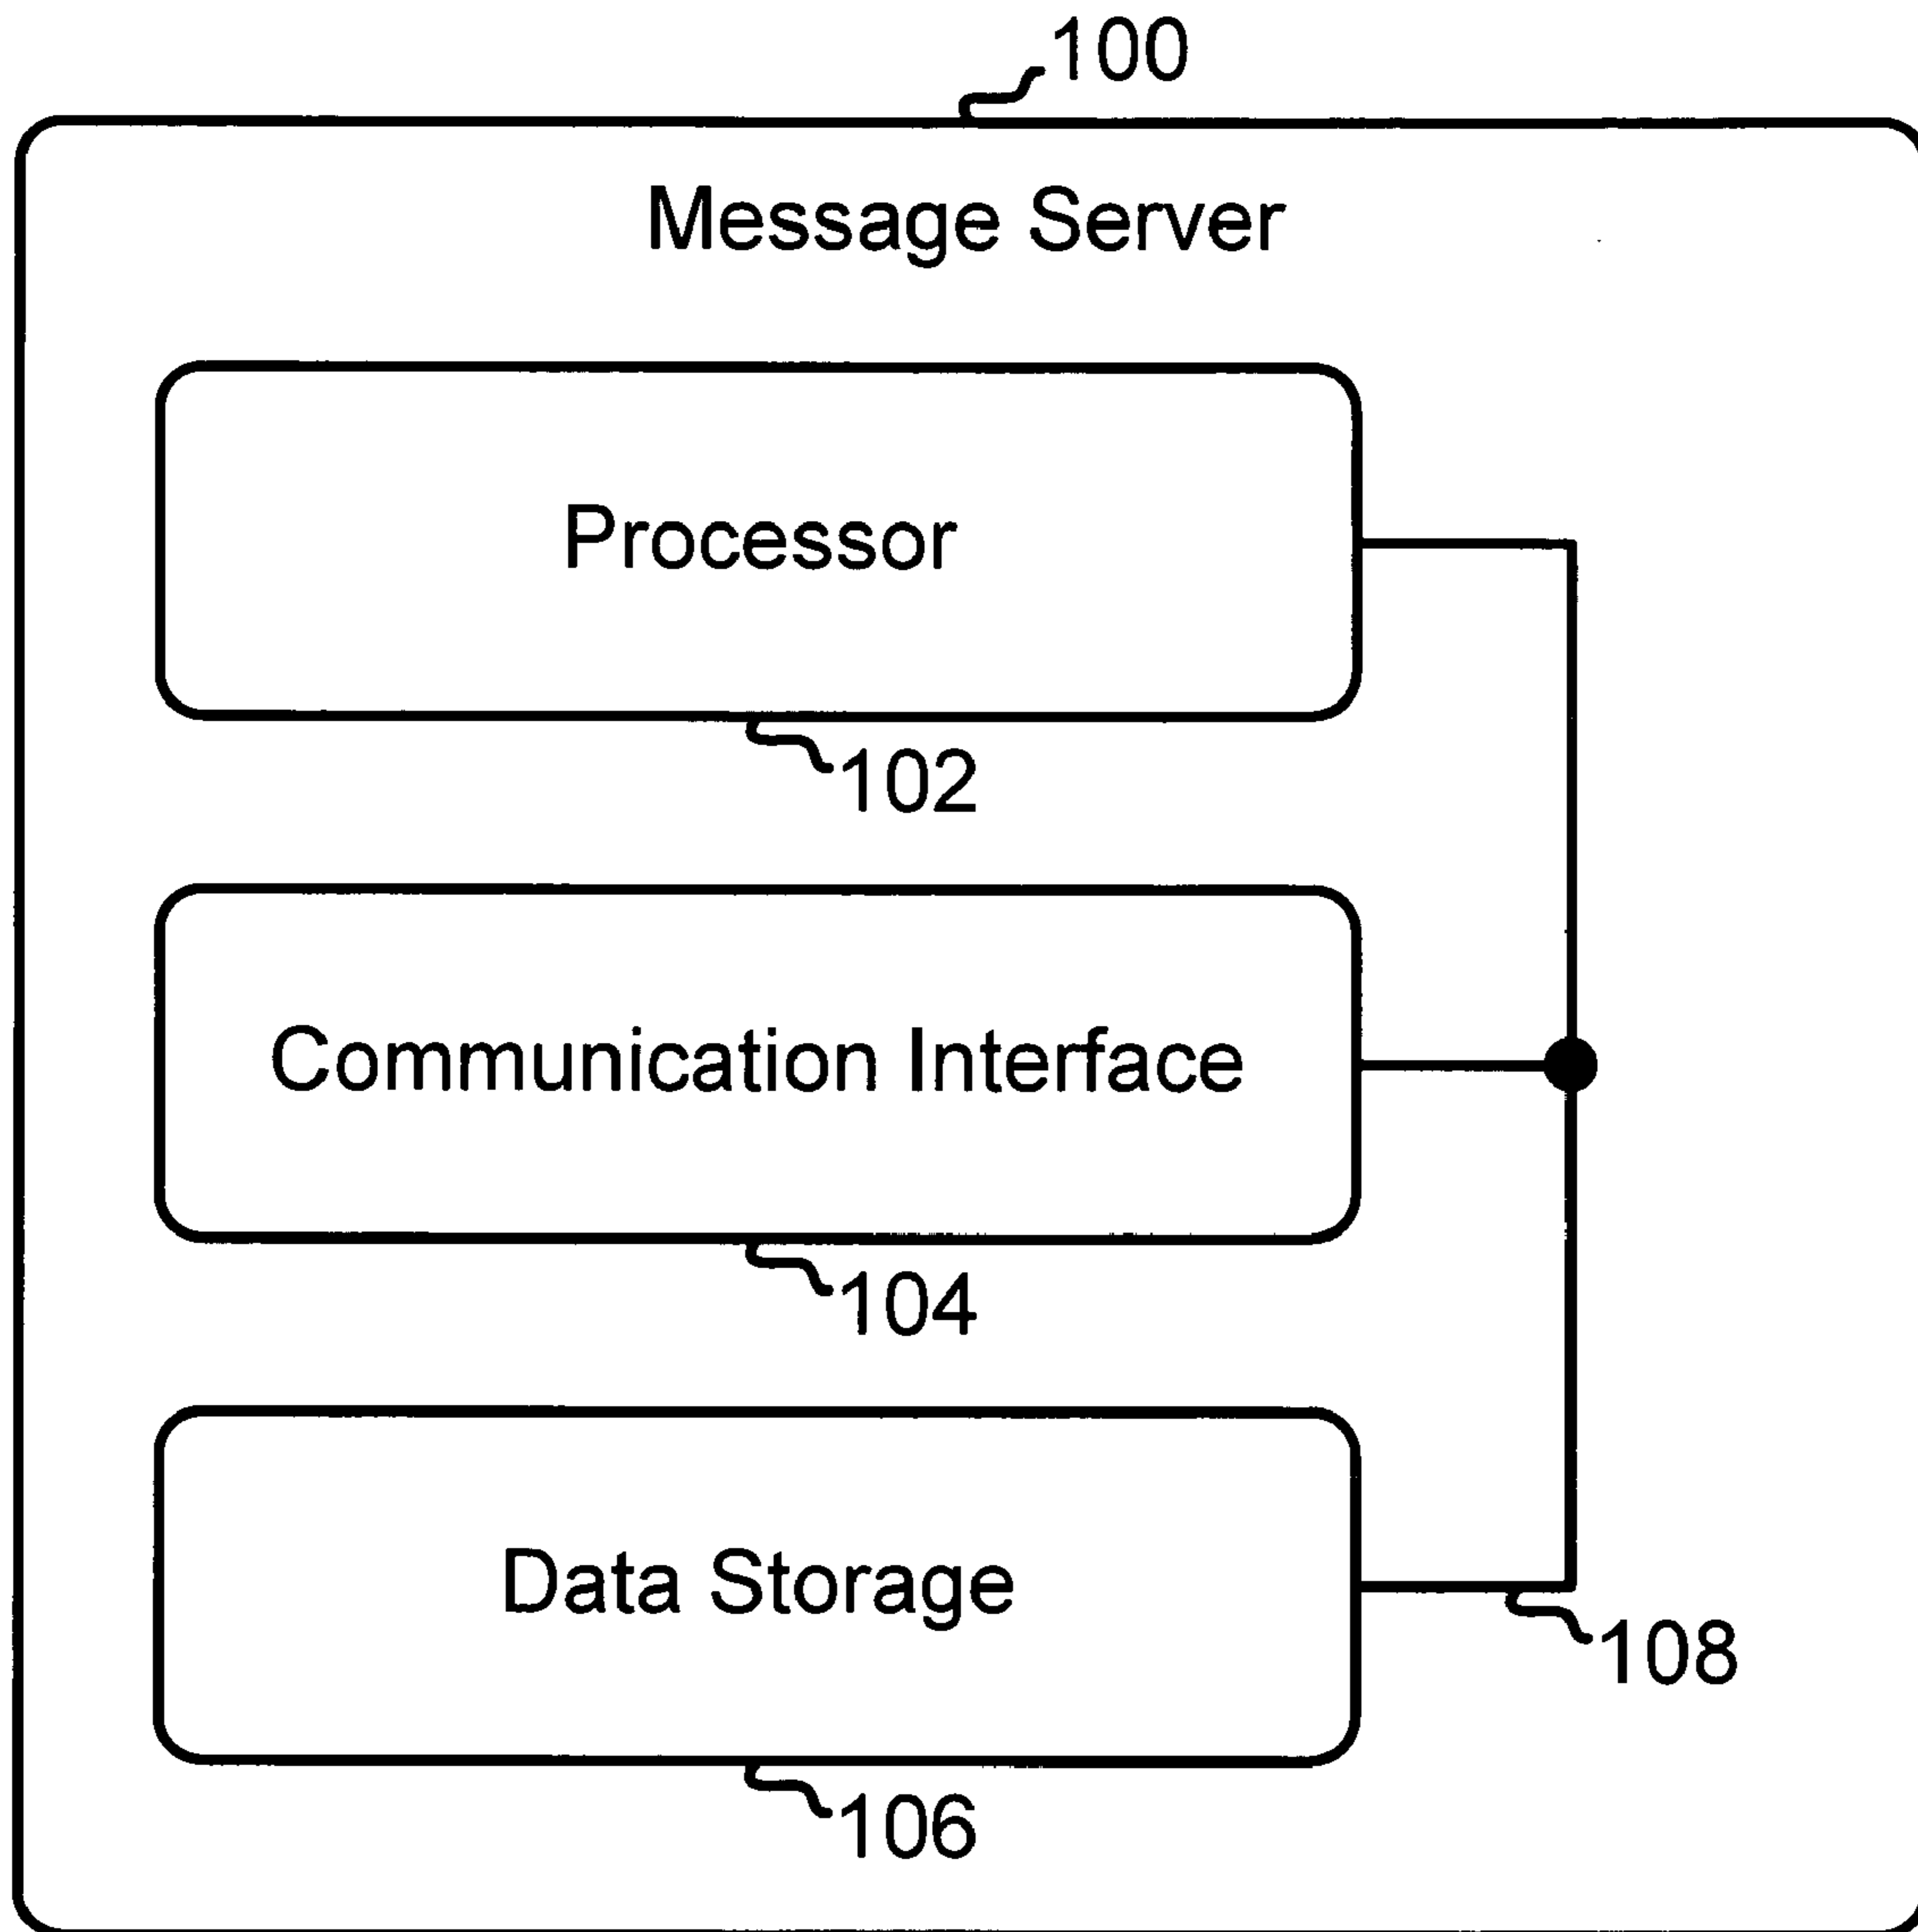 100
Message Server
Processor
102
Communication Interface
104
Data Storage
108
106